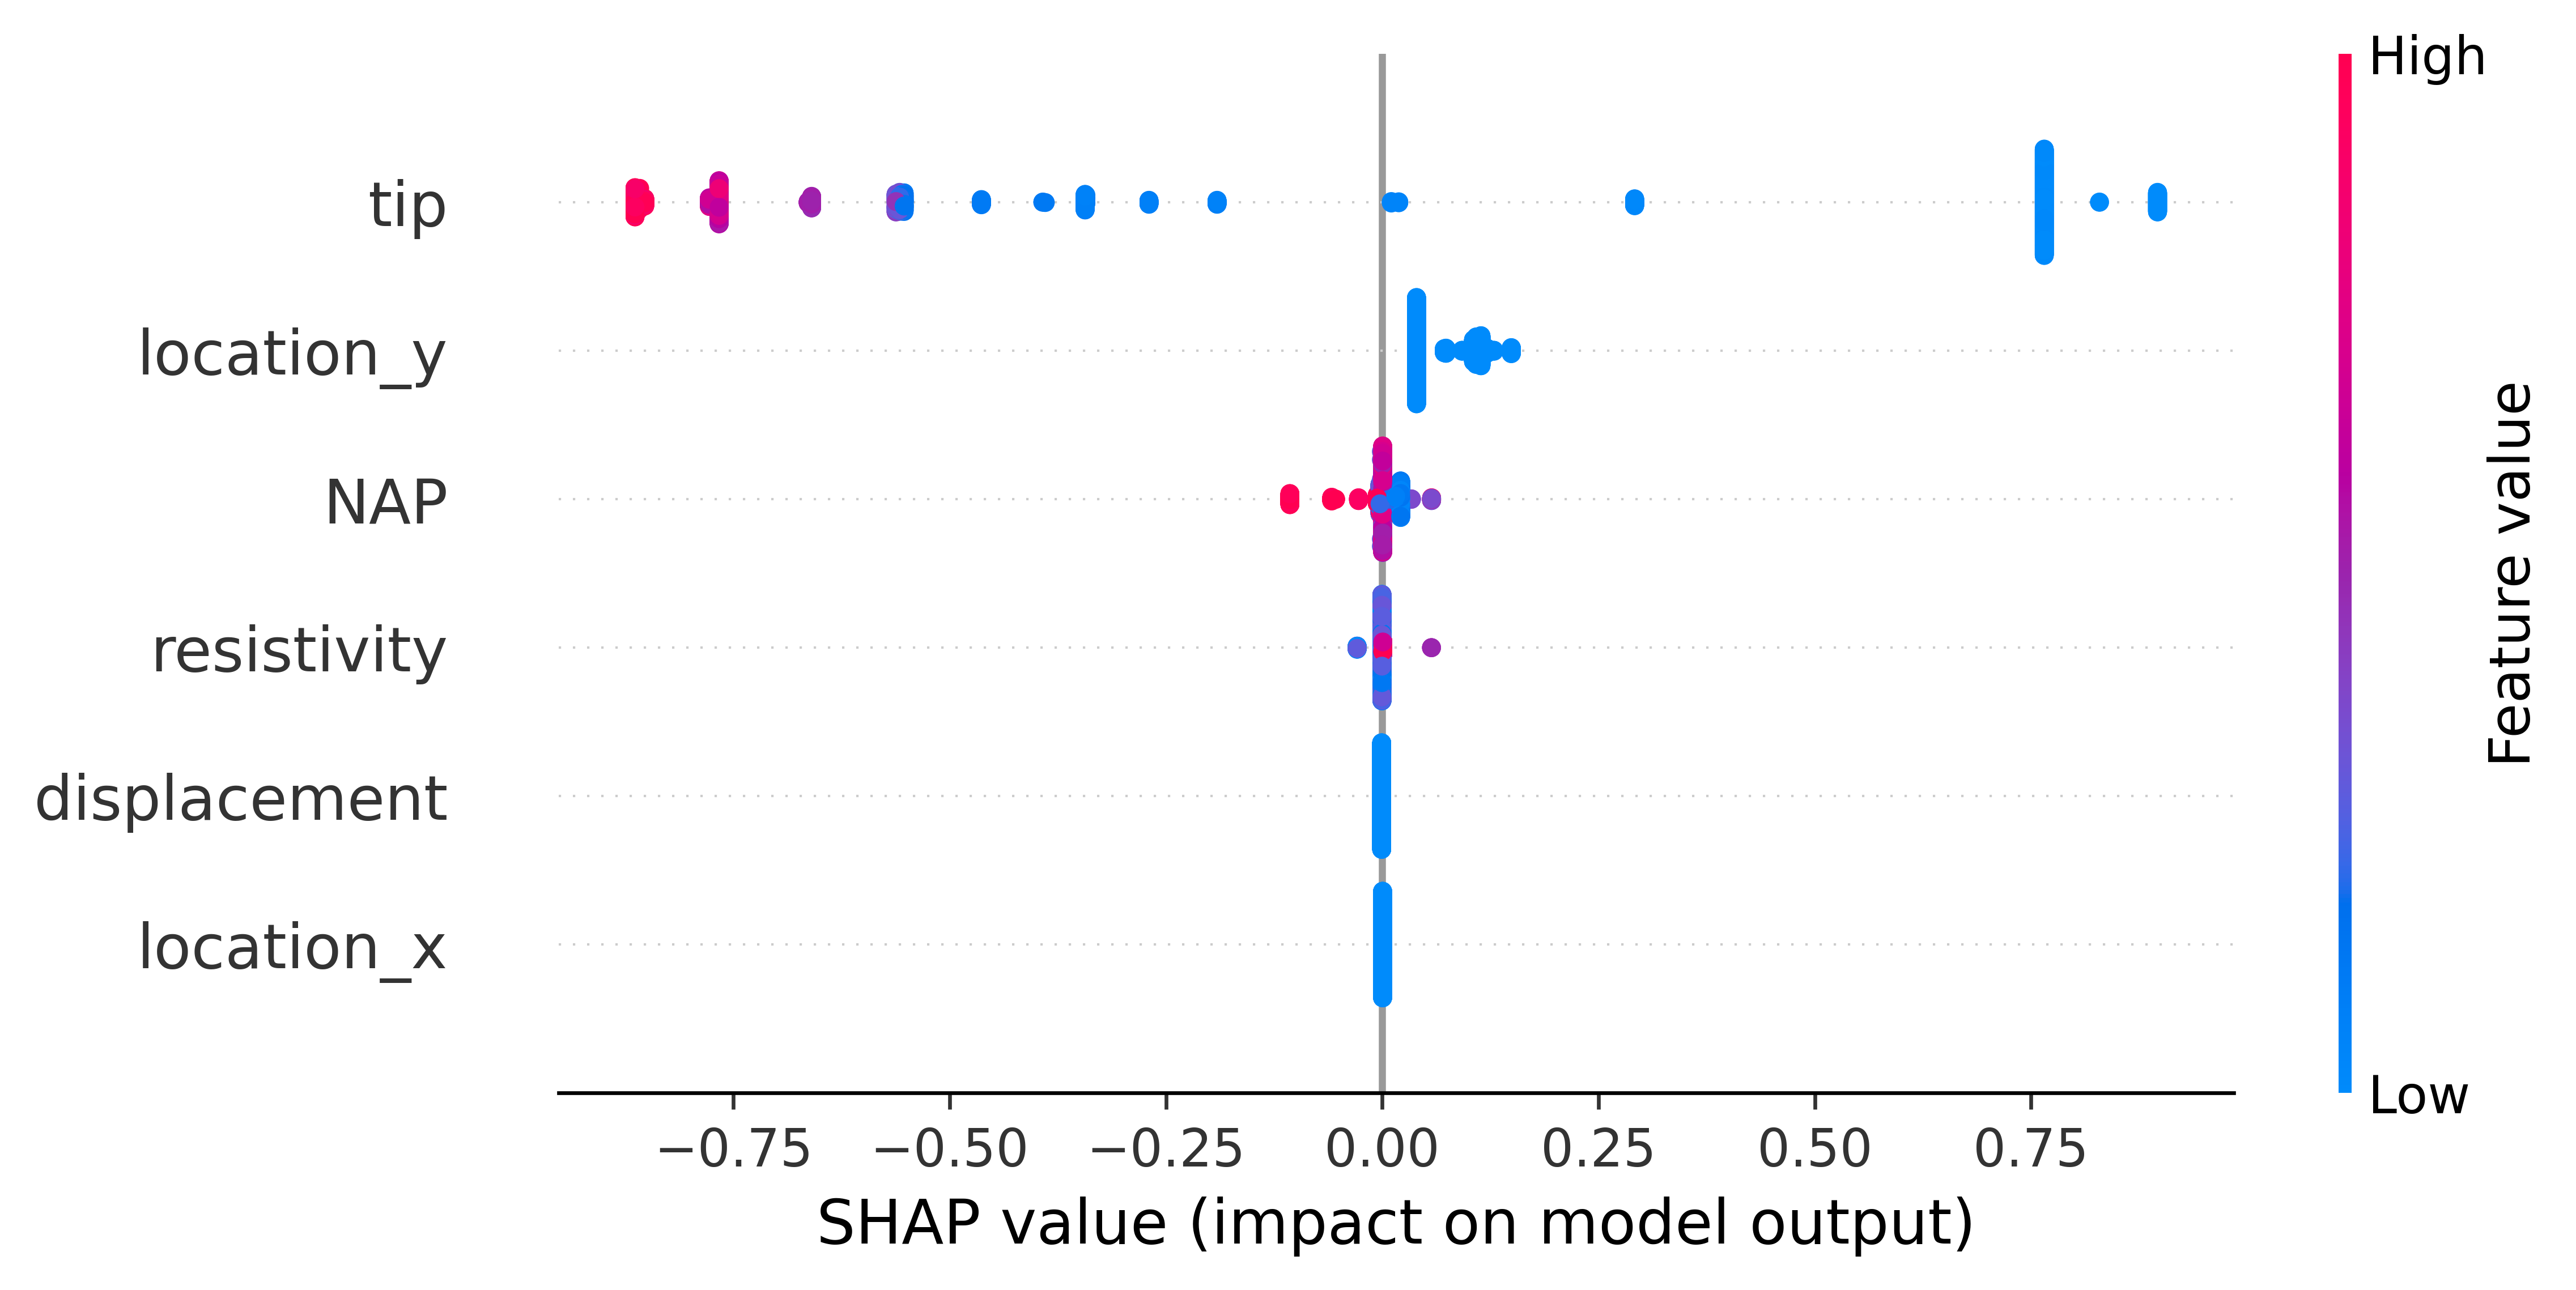 High
tip
location_y
NAP
resistivity
displacement
location_x
Feature value
Low
−0.75 −0.50 −0.25 0.00 0.25 0.50 0.75
SHAP value (impact on model output)